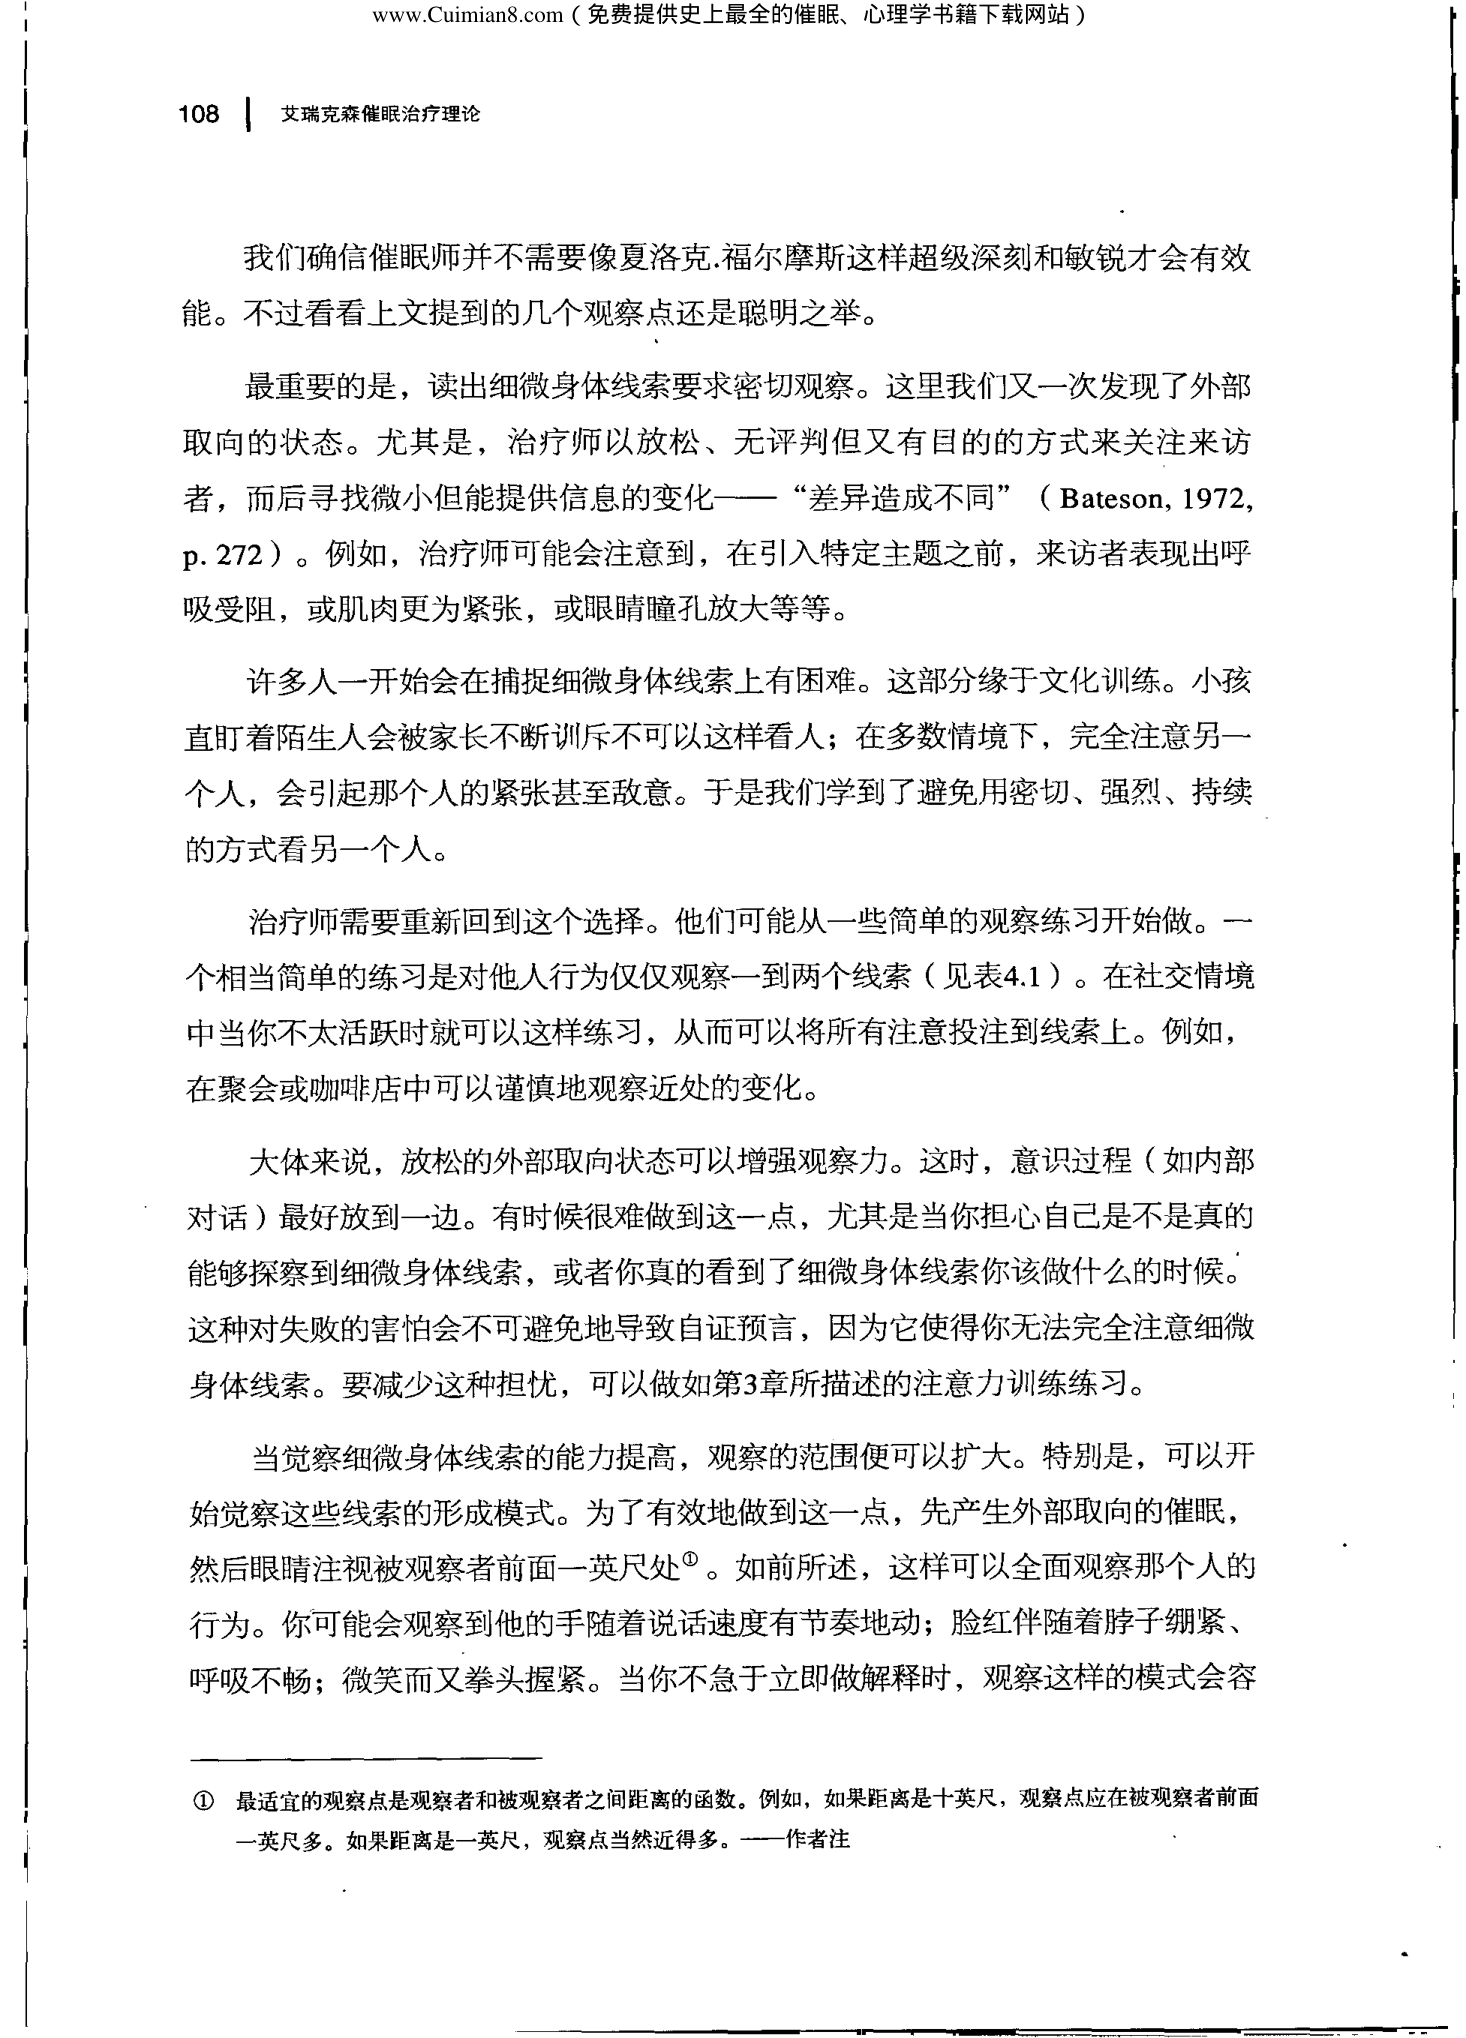 www.Cuimian8.com（免费提供史上最全的催眠、心理学书籍下载网站）
108 艾瑞克森催眠治疗理论
我们确信催眠师并不需要像夏洛克.福尔摩斯这样超级深刻和敏锐才会有效
能。不过看看上文提到的几个观察点还是聪明之举。
最重要的是，读出细微身体线索要求密切观察。这里我们又一次发现了外部
取向的状态。尤其是，治疗师以放松、无评判但又有目的的方式来关注来访
者，而后寻找微小但能提供信息的变化——“差异造成不同”（Bateson, 1972,
p. 272）。例如，治疗师可能会注意到，在引入特定主题之前，来访者表现出呼
吸受阻，或肌肉更为紧张，或眼睛瞳孔放大等等。
许多人一开始会在捕捉细微身体线索上有困难。这部分缘于文化训练。小孩
直盯着陌生人会被家长不断训斥不可以这样看人；在多数情境下，完全注意另一
个人，会引起那个人的紧张甚至敌意。于是我们学到了避免用密切、强烈、持续
的方式看另一个人。
治疗师需要重新回到这个选择。他们可能从一些简单的观察练习开始做。一
个相当简单的练习是对他人行为仅仅观察一到两个线索（见表4.1）。在社交情境
中当你不太活跃时就可以这样练习，从而可以将所有注意投注到线索上。例如，
在聚会或咖啡店中可以谨慎地观察近处的变化。
大体来说，放松的外部取向状态可以增强观察力。这时，意识过程（如内部
对话）最好放到一边。有时候很难做到这一点，尤其是当你担心自己是不是真的
能够探察到细微身体线索，或者你真的看到了细微身体线索你该做什么的时候。
这种对失败的害怕会不可避免地导致自证预言，因为它使得你无法完全注意细微
身体线索。要减少这种担忧，可以做如第3章所描述的注意力训练练习。
当觉察细微身体线索的能力提高，观察的范围便可以扩大。特别是，可以开
始觉察这些线索的形成模式。为了有效地做到这一点，先产生外部取向的催眠，
然后眼睛注视被观察者前面一英尺处①。如前所述，这样可以全面观察那个人的
行为。你可能会观察到他的手随着说话速度有节奏地动；脸红伴随着脖子绷紧、
呼吸不畅；微笑而又拳头握紧。当你不急于立即做解释时，观察这样的模式会容
① 最适宜的观察点是观察者和被观察者之间距离的函数。例如，如果距离是十英尺，观察点应在被观察者前面
一英尺多。如果距离是一英尺，观察点当然近得多。——作者注